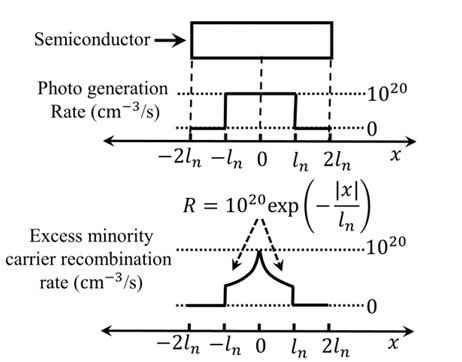 Semiconductor
Photo generation
Rate (cm⁻³/s)
10²⁰
0
−2lₙ −lₙ 0 lₙ 2lₙ x
R = 10²⁰exp(−|x|/lₙ)
Excess minority
carrier recombination
rate (cm⁻³/s)
10²⁰
0
−2lₙ −lₙ 0 lₙ 2lₙ x